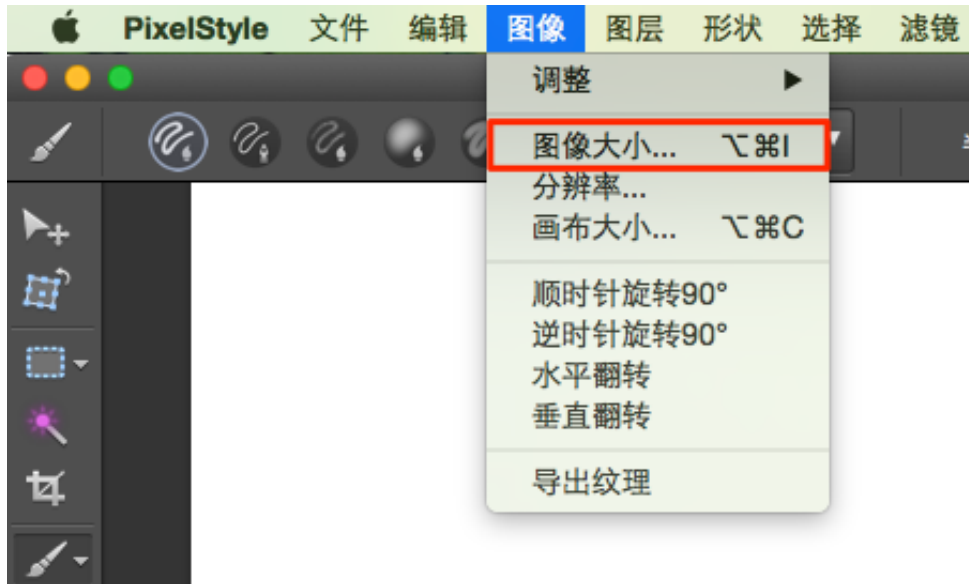 PixelStyle 文件 编辑 图像 图层 形状 选择 滤镜
调整
图像大小... ⌥⌘I
分辨率...
画布大小... ⌥⌘C
顺时针旋转90°
逆时针旋转90°
水平翻转
垂直翻转
导出纹理